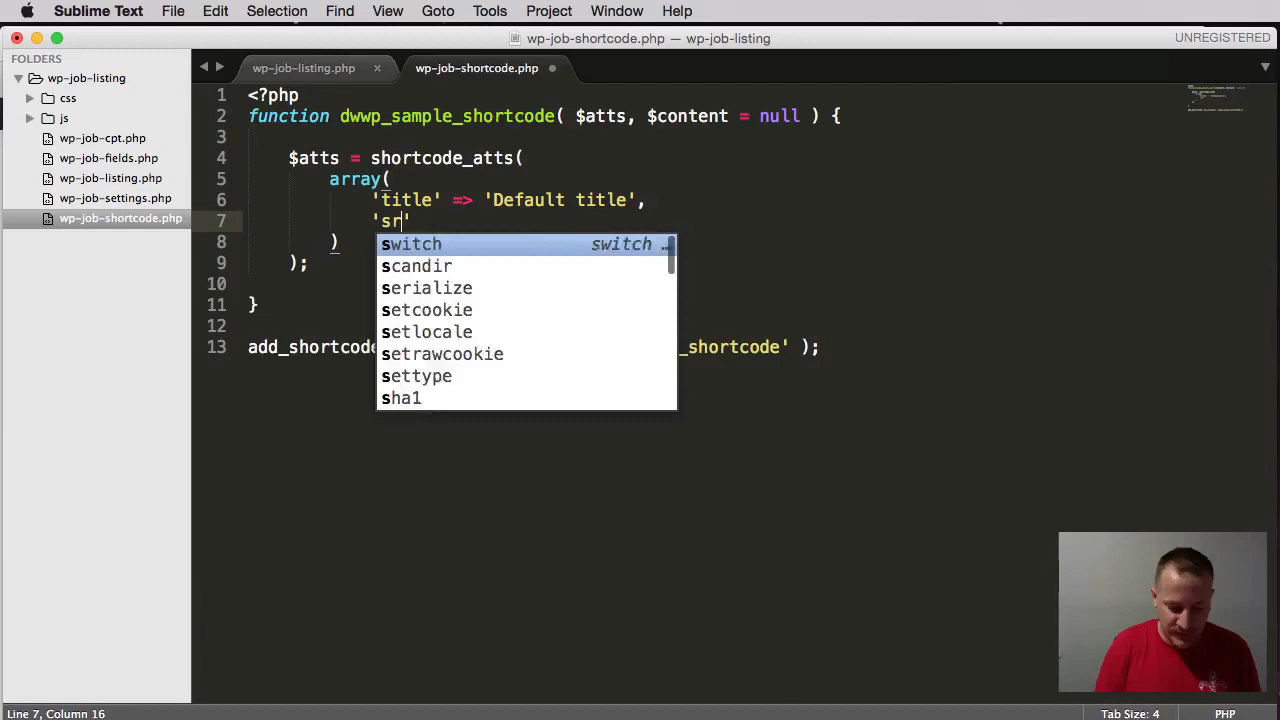 Sublime Text File Edit Selection Find View Goto Tools Project Window Help
wp-job-shortcode.php — wp-job-listing
UNREGISTERED
FOLDERS
wp-job-listing
css
js
wp-job-cpt.php
wp-job-fields.php
wp-job-listing.php
wp-job-settings.php
wp-job-shortcode.php
wp-job-listing.php × wp-job-shortcode.php
1 <?php
2 function dwwp_sample_shortcode( $atts, $content = null ) {
3
4 $atts = shortcode_atts(
5 array(
6 'title' => 'Default title',
7 'sr'
8 )
9 );
10
11 }
12
13 add_shortcode _shortcode' );
switch switch …
scandir
serialize
setcookie
setlocale
setrawcookie
settype
sha1
Line 7, Column 16
Tab Size: 4
PHP